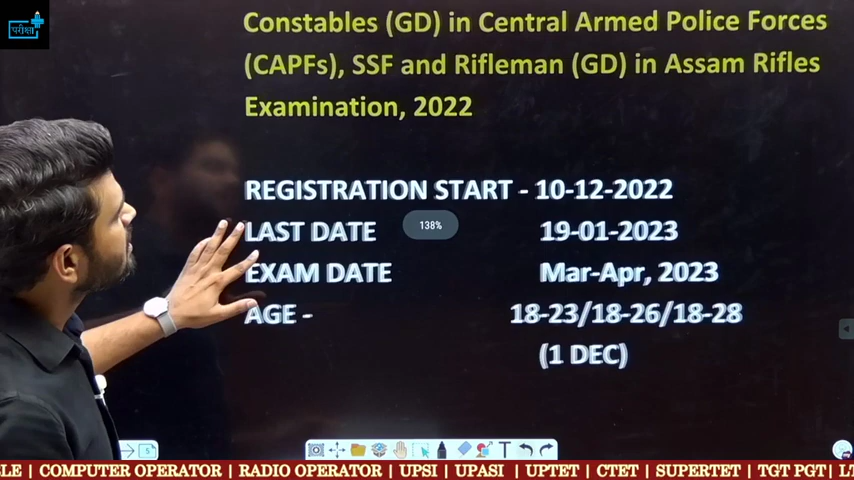 परीक्षा
Constables (GD) in Central Armed Police Forces
(CAPFs), SSF and Rifleman (GD) in Assam Rifles
Examination, 2022
REGISTRATION START - 10-12-2022
LAST DATE 19-01-2023
138%
EXAM DATE Mar-Apr, 2023
AGE - 18-23/18-26/18-28
(1 DEC)
5
T
| COMPUTER OPERATOR | RADIO OPERATOR | UPSI | UPASI | UPTET | CTET | SUPERTET | TGT PGT |